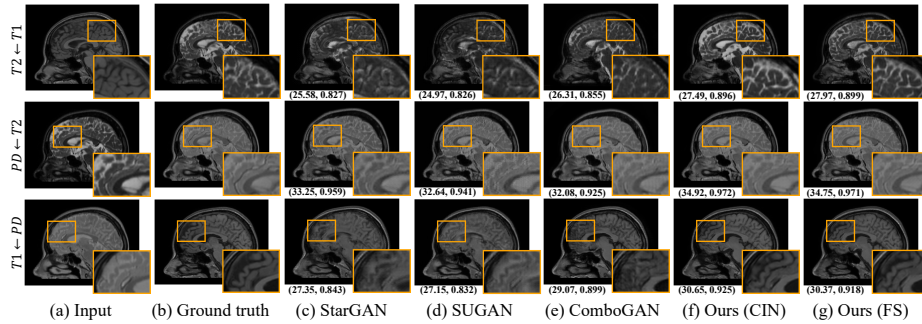 T2 ← T1
(25.58, 0.827) (24.97, 0.826) (26.31, 0.855) (27.49, 0.896) (27.97, 0.899)
PD ← T2
(33.25, 0.959) (32.64, 0.941) (32.08, 0.925) (34.92, 0.972) (34.75, 0.971)
T1 ← PD
(27.35, 0.843) (27.15, 0.832) (29.07, 0.899) (30.65, 0.925) (30.37, 0.918)
(a) Input (b) Ground truth (c) StarGAN (d) SUGAN (e) ComboGAN (f) Ours (CIN) (g) Ours (FS)